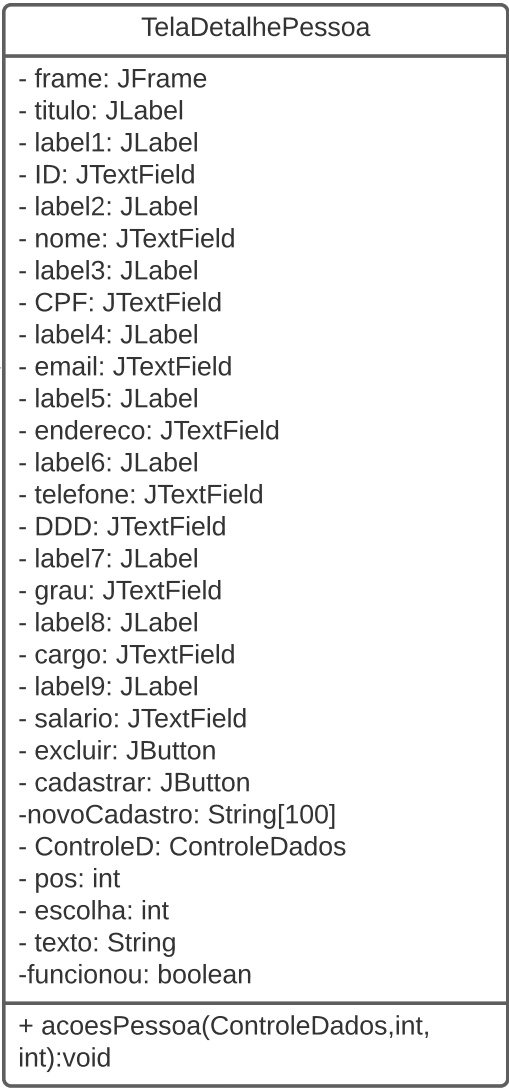 TelaDetalhePessoa
- frame: JFrame
- titulo: JLabel
- label1: JLabel
- ID: JTextField
- label2: JLabel
- nome: JTextField
- label3: JLabel
- CPF: JTextField
- label4: JLabel
- email: JTextField
- label5: JLabel
- endereco: JTextField
- label6: JLabel
- telefone: JTextField
- DDD: JTextField
- label7: JLabel
- grau: JTextField
- label8: JLabel
- cargo: JTextField
- label9: JLabel
- salario: JTextField
- excluir: JButton
- cadastrar: JButton
-novoCadastro: String[100]
- ControleD: ControleDados
- pos: int
- escolha: int
- texto: String
-funcionou: boolean
+ acoesPessoa(ControleDados,int,
int):void